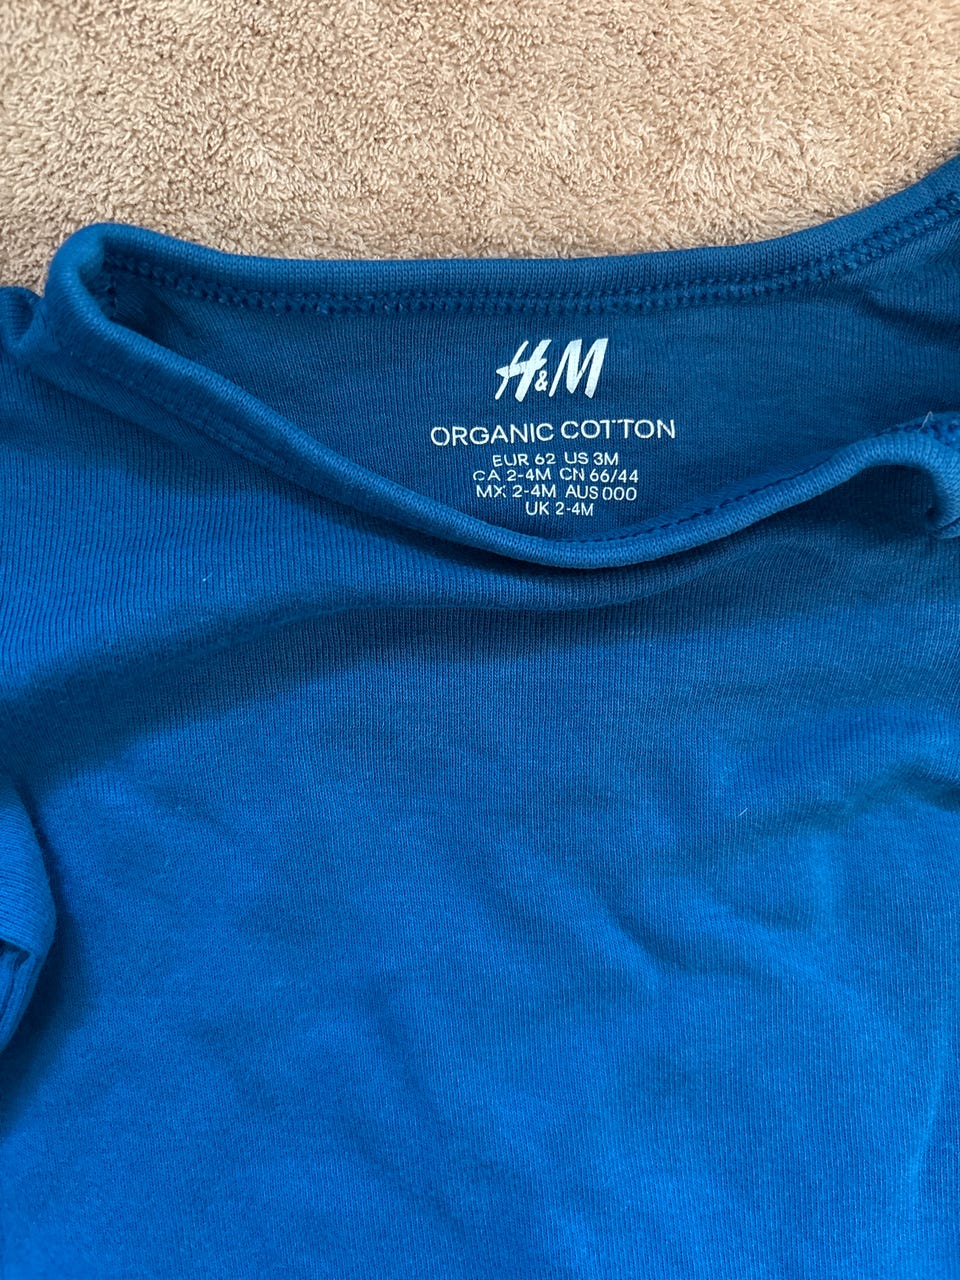 H&M
ORGANIC COTTON
EUR 62 US 3M
CA 2-4M CN 66/44
MX 2-4M AUS 000
UK 2-4M